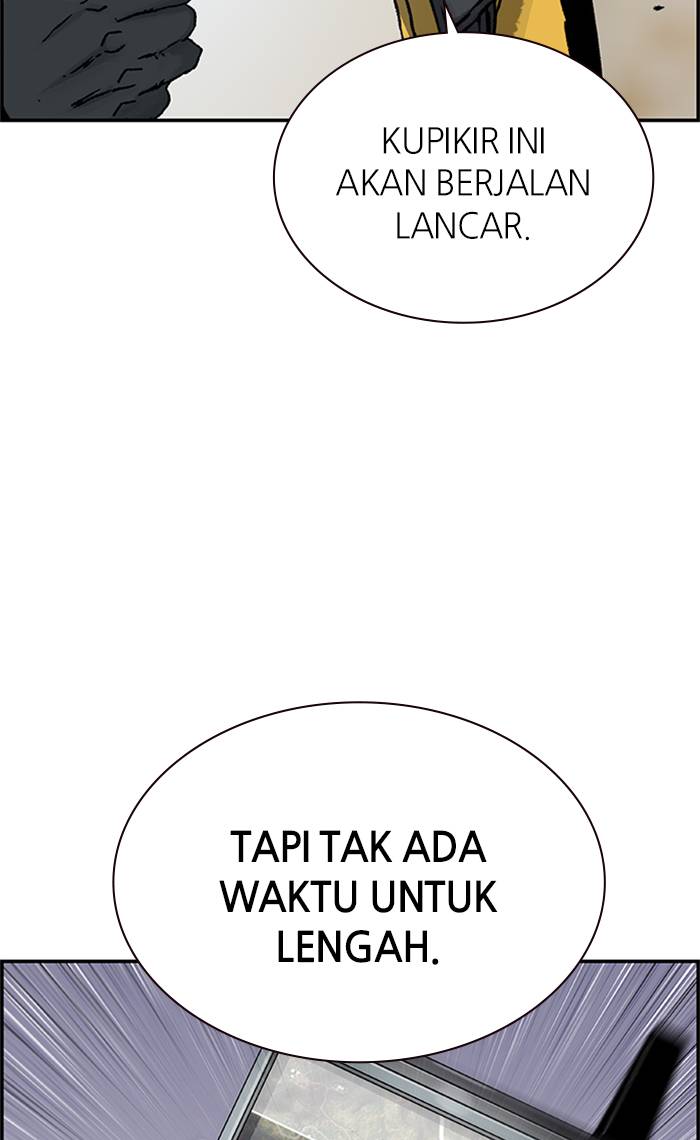 KUPIKIR INI
AKAN BERJALAN
LANCAR.
TAPI TAK ADA
WAKTU UNTUK
LENGAH.